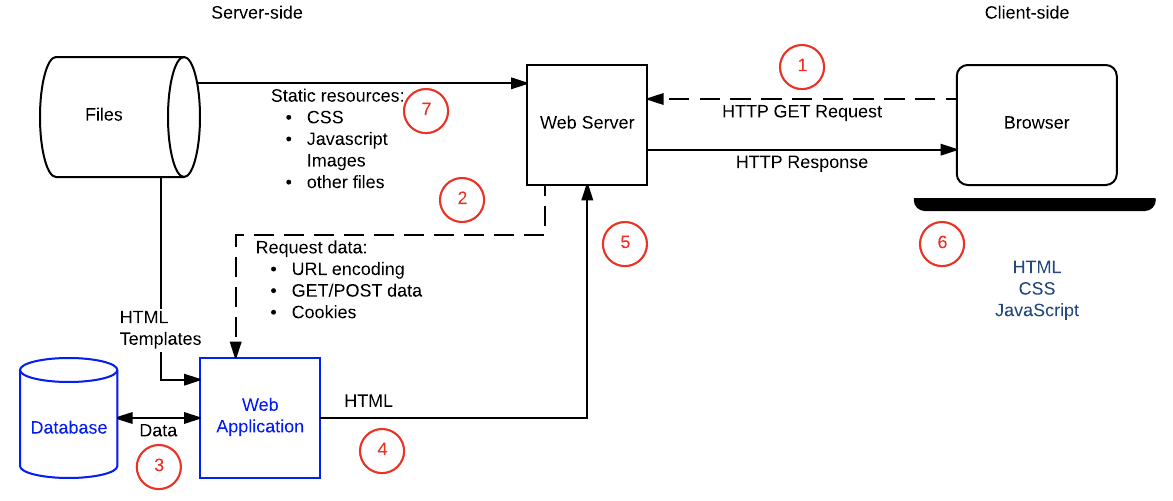 Server-side
Client-side
1
Files
Static resources:
• CSS
• Javascript
Images
• other files
7
Web Server
HTTP GET Request
HTTP Response
Browser
2
5
6
Request data:
• URL encoding
• GET/POST data
• Cookies
HTML
CSS
JavaScript
HTML
Templates
Database
Data
3
Web
Application
HTML
4